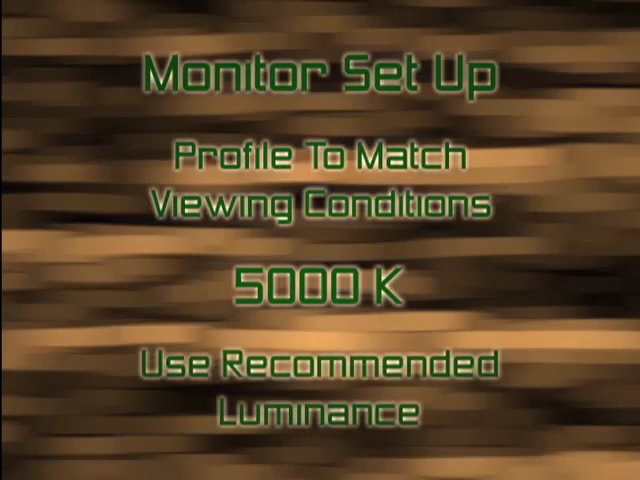 Monitor Set Up
Profile To Match
Viewing Conditions
5000 K
Use Recommended
Luminance